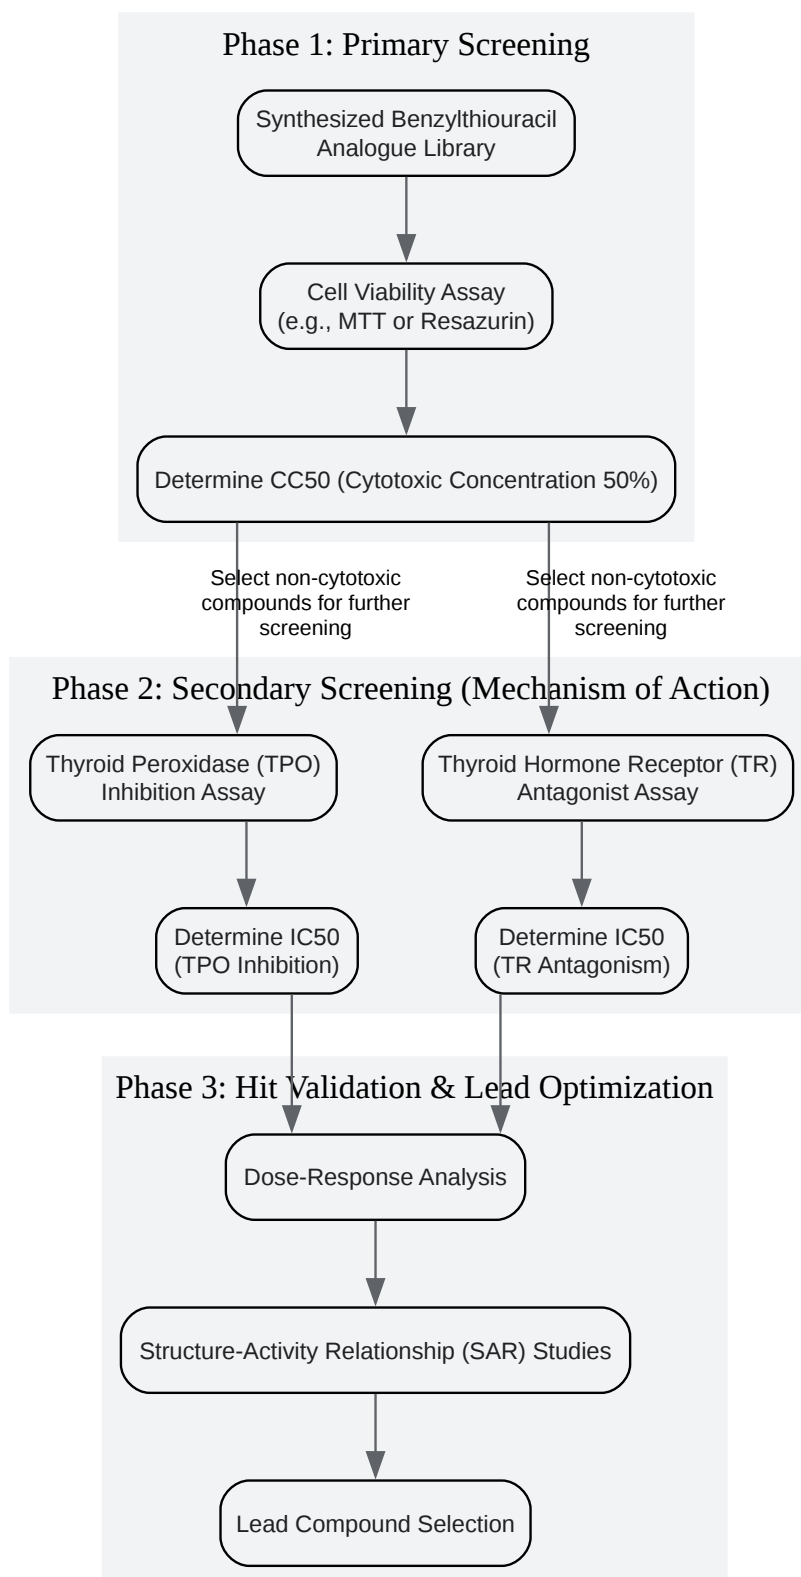 Phase 1: Primary Screening
Synthesized Benzylthiouracil
Analogue Library
Cell Viability Assay
(e.g., MTT or Resazurin)
Determine CC50 (Cytotoxic Concentration 50%)
Select non-cytotoxic
compounds for further
screening
Select non-cytotoxic
compounds for further
screening
Phase 2: Secondary Screening (Mechanism of Action)
Thyroid Peroxidase (TPO)
Inhibition Assay
Thyroid Hormone Receptor (TR)
Antagonist Assay
Determine IC50
(TPO Inhibition)
Determine IC50
(TR Antagonism)
Phase 3: Hit Validation & Lead Optimization
Dose-Response Analysis
Structure-Activity Relationship (SAR) Studies
Lead Compound Selection